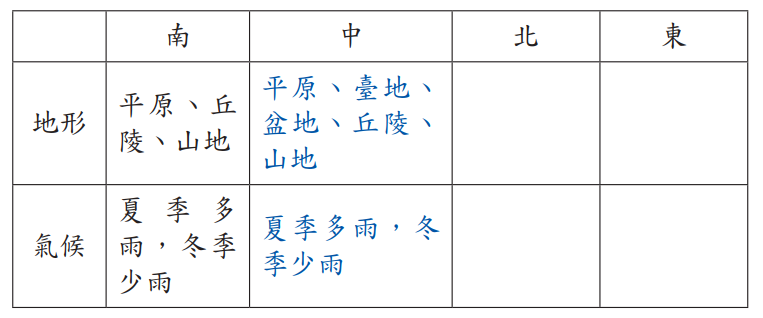 南 中 北 東
地形
平原、丘
陵、山地
平原、臺地、
盆地、丘陵、
山地
氣候
夏季多
雨，冬季
少雨
夏季多雨，冬
季少雨